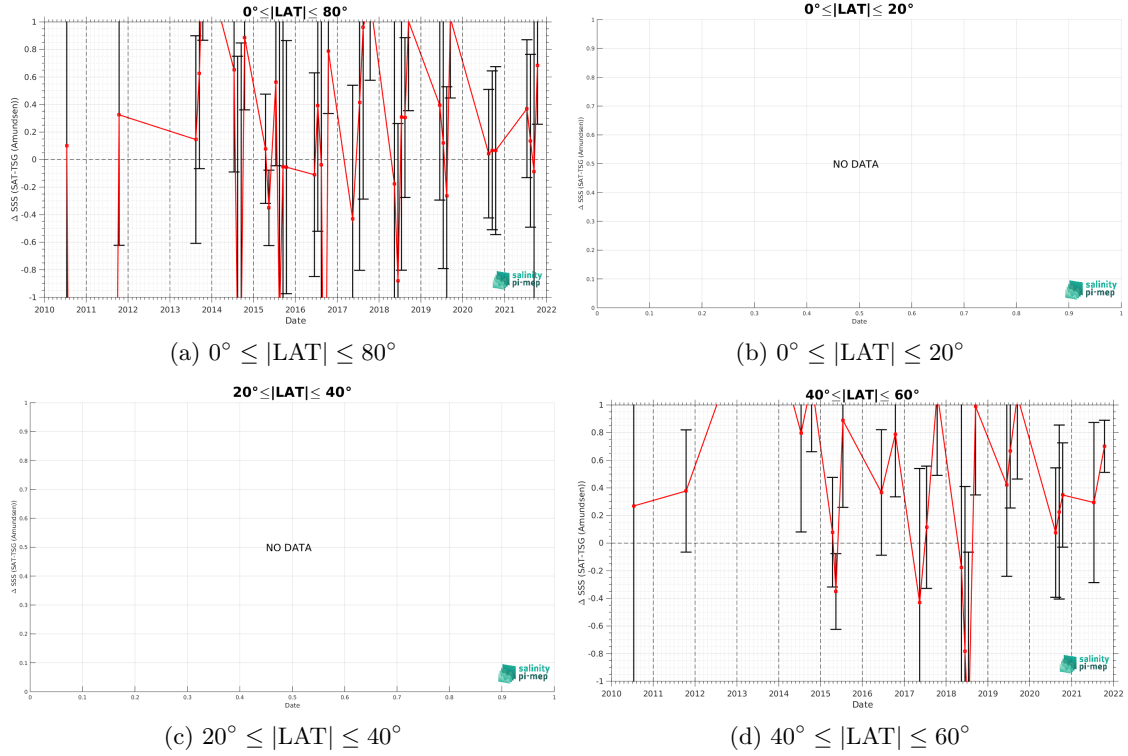 0°≤|LAT|≤ 80°
Δ SSS (SAT-TSG (Amundsen))
1
0.8
0.6
0.4
0.2
0
-0.2
-0.4
-0.6
-0.8
-1
2010 2011 2012 2013 2014 2015 2016 2017 2018 2019 2020 2021 2022
Date
salinity
pi-mep
(a) 0° ≤ |LAT| ≤ 80°
0°≤|LAT|≤ 20°
Δ SSS (SAT-TSG (Amundsen))
1
0.9
0.8
0.7
0.6
0.5
0.4
0.3
0.2
0.1
0
NO DATA
0 0.1 0.2 0.3 0.4 0.5 0.6 0.7 0.8 0.9 1
Date
salinity
pi-mep
(b) 0° ≤ |LAT| ≤ 20°
20°≤|LAT|≤ 40°
Δ SSS (SAT-TSG (Amundsen))
1
0.9
0.8
0.7
0.6
0.5
0.4
0.3
0.2
0.1
0
NO DATA
0 0.1 0.2 0.3 0.4 0.5 0.6 0.7 0.8 0.9 1
Date
salinity
pi-mep
(c) 20° ≤ |LAT| ≤ 40°
40°≤|LAT|≤ 60°
Δ SSS (SAT-TSG (Amundsen))
1
0.8
0.6
0.4
0.2
0
-0.2
-0.4
-0.6
-0.8
-1
2010 2011 2012 2013 2014 2015 2016 2017 2018 2019 2020 2021 2022
Date
salinity
pi-mep
(d) 40° ≤ |LAT| ≤ 60°